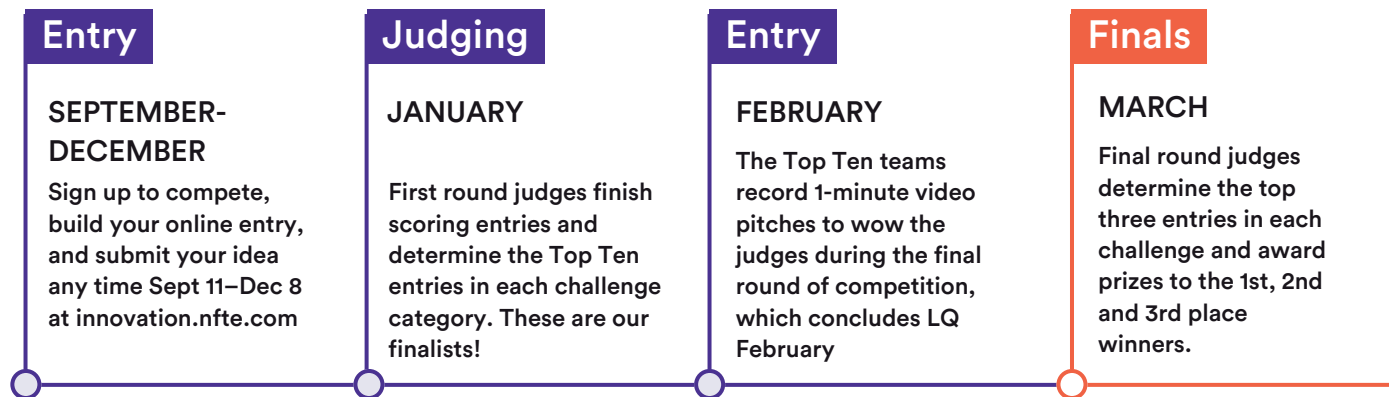 Entry
SEPTEMBER-
DECEMBER
Sign up to compete,
build your online entry,
and submit your idea
any time Sept 11–Dec 8
at innovation.nfte.com
Judging
JANUARY
First round judges finish
scoring entries and
determine the Top Ten
entries in each challenge
category. These are our
finalists!
Entry
FEBRUARY
The Top Ten teams
record 1-minute video
pitches to wow the
judges during the final
round of competition,
which concludes LQ
February
Finals
MARCH
Final round judges
determine the top
three entries in each
challenge and award
prizes to the 1st, 2nd
and 3rd place
winners.